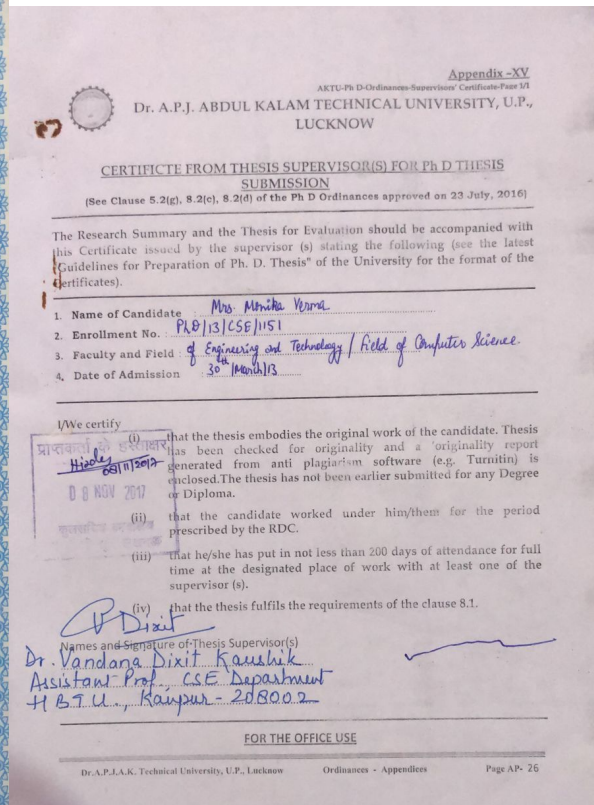 Appendix –XV
AKTU-Ph D-Ordinances-Supervisors' Certificate-Page 1/1
Dr. A.P.J. ABDUL KALAM TECHNICAL UNIVERSITY, U.P.,
LUCKNOW
CERTIFICTE FROM THESIS SUPERVISOR(S) FOR Ph D THESIS
SUBMISSION
(See Clause 5.2(g), 8.2(c), 8.2(d) of the Ph D Ordinances approved on 23 July, 2016)
The Research Summary and the Thesis for Evaluation should be accompanied with
this Certificate issued by the supervisor (s) stating the following (see the latest
"Guidelines for Preparation of Ph. D. Thesis" of the University for the format of the
certificates).
1. Name of Candidate : Mrs. Monika Verma
2. Enrollment No. : PhD/13/CSE/1151
3. Faculty and Field : of Engineering and Technology / Field of Computer Science.
4. Date of Admission : 30th/March/13
I/We certify
(i) that the thesis embodies the original work of the candidate. Thesis
has been checked for originality and a 'originality report
generated from anti plagiarism software (e.g. Turnitin) is
enclosed.The thesis has not been earlier submitted for any Degree
or Diploma.
प्राप्तकर्ता के हस्ताक्षर
08/11/2017
08 NOV 2017
(ii) that the candidate worked under him/them for the period
prescribed by the RDC.
(iii) that he/she has put in not less than 200 days of attendance for full
time at the designated place of work with at least one of the
supervisor (s).
(iv) that the thesis fulfils the requirements of the clause 8.1.
V Dixit
Names and Signature of Thesis Supervisor(s)
Dr. Vandana Dixit Kaushik
Assistant Prof., CSE Department
HBTU., Kanpur - 208002
FOR THE OFFICE USE
Dr.A.P.J.A.K. Technical University, U.P., Lucknow Ordinances - Appendices Page AP- 26